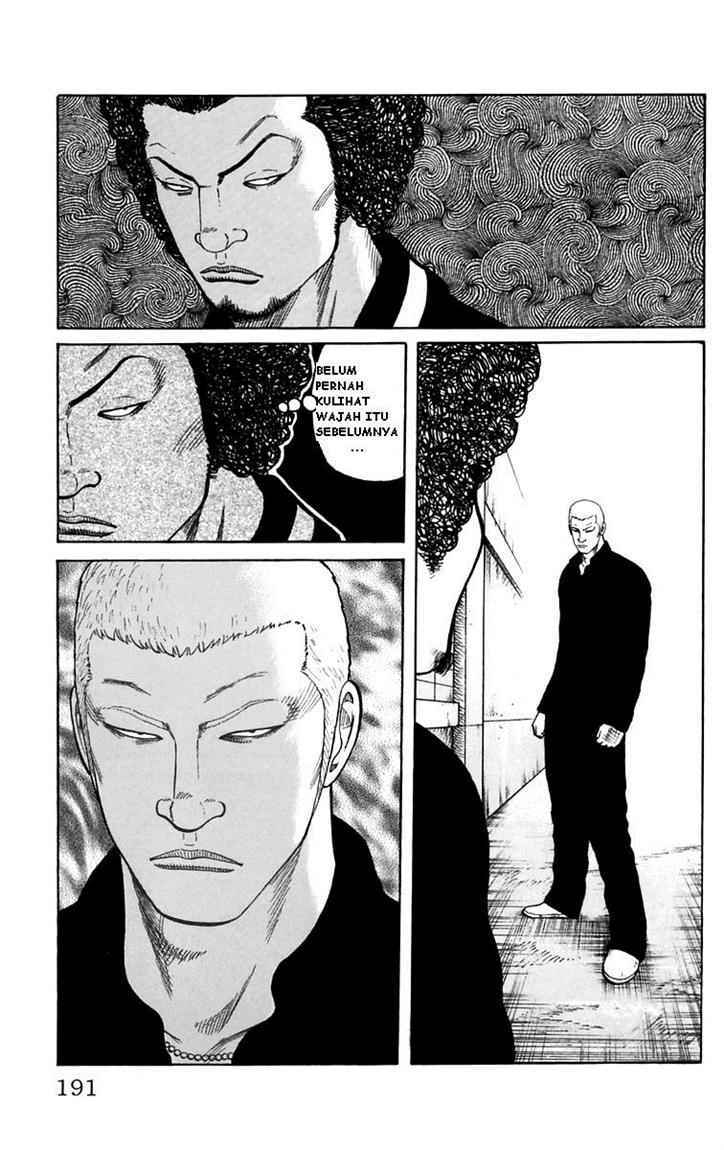 BELUM
PERNAH
KULIHAT
WAJAH ITU
SEBELUMNYA
...
191